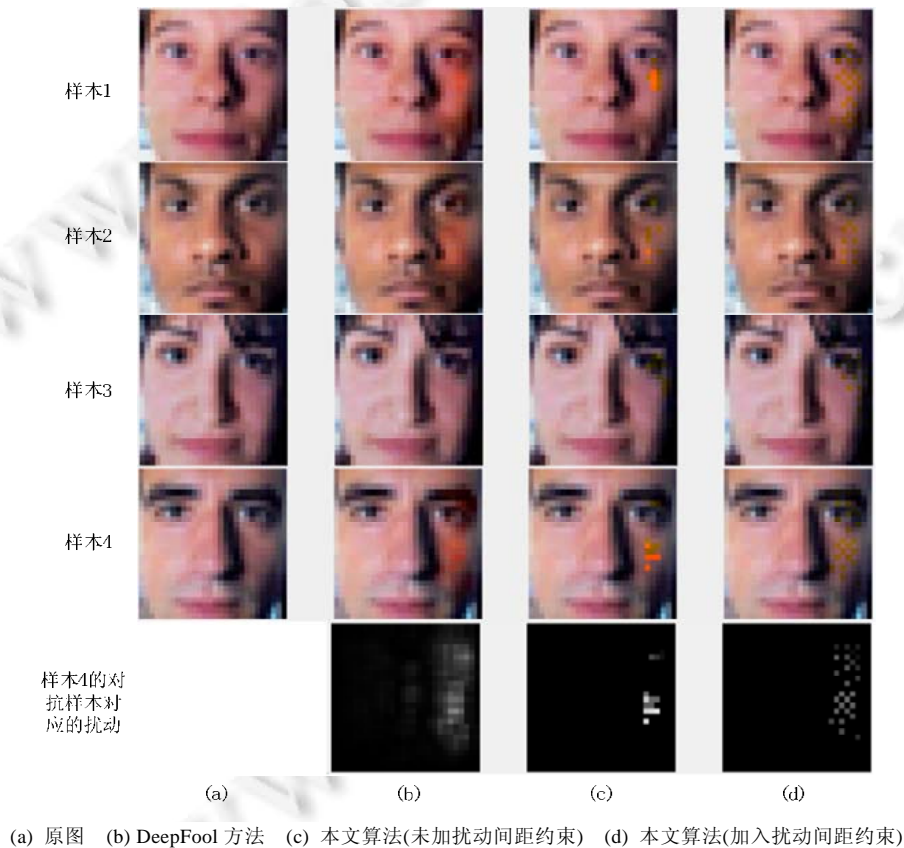 样本1
样本2
样本3
样本4
样本4的对
抗样本对
应的扰动
(a)
(b)
(c)
(d)
(a) 原图 (b) DeepFool 方法 (c) 本文算法(未加扰动间距约束) (d) 本文算法(加入扰动间距约束)